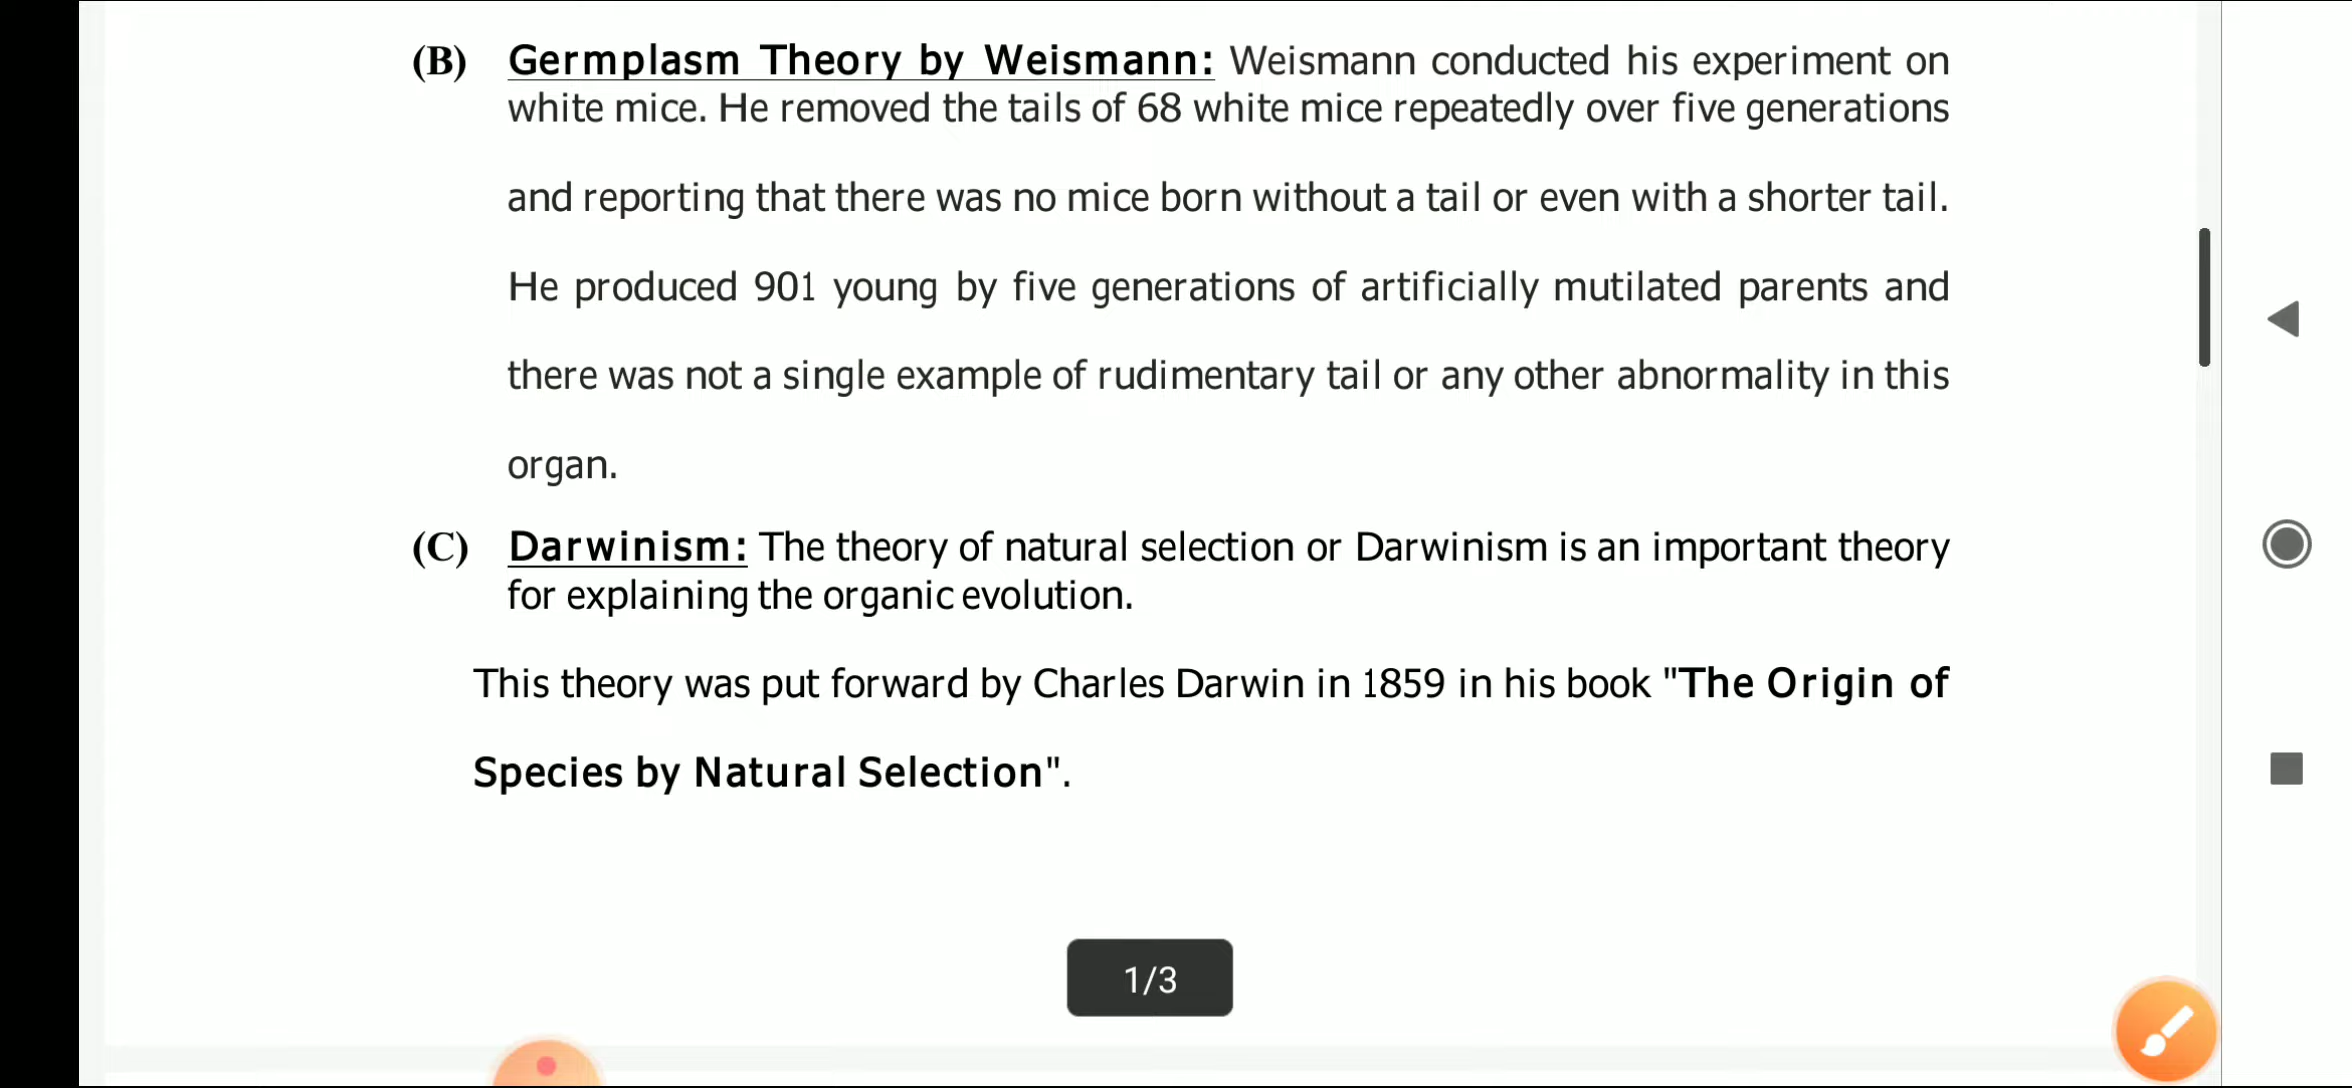 (B) Germplasm Theory by Weismann: Weismann conducted his experiment on
white mice. He removed the tails of 68 white mice repeatedly over five generations
and reporting that there was no mice born without a tail or even with a shorter tail.
He produced 901 young by five generations of artificially mutilated parents and
there was not a single example of rudimentary tail or any other abnormality in this
organ.
(C) Darwinism: The theory of natural selection or Darwinism is an important theory
for explaining the organic evolution.
This theory was put forward by Charles Darwin in 1859 in his book "The Origin of
Species by Natural Selection".
1/3